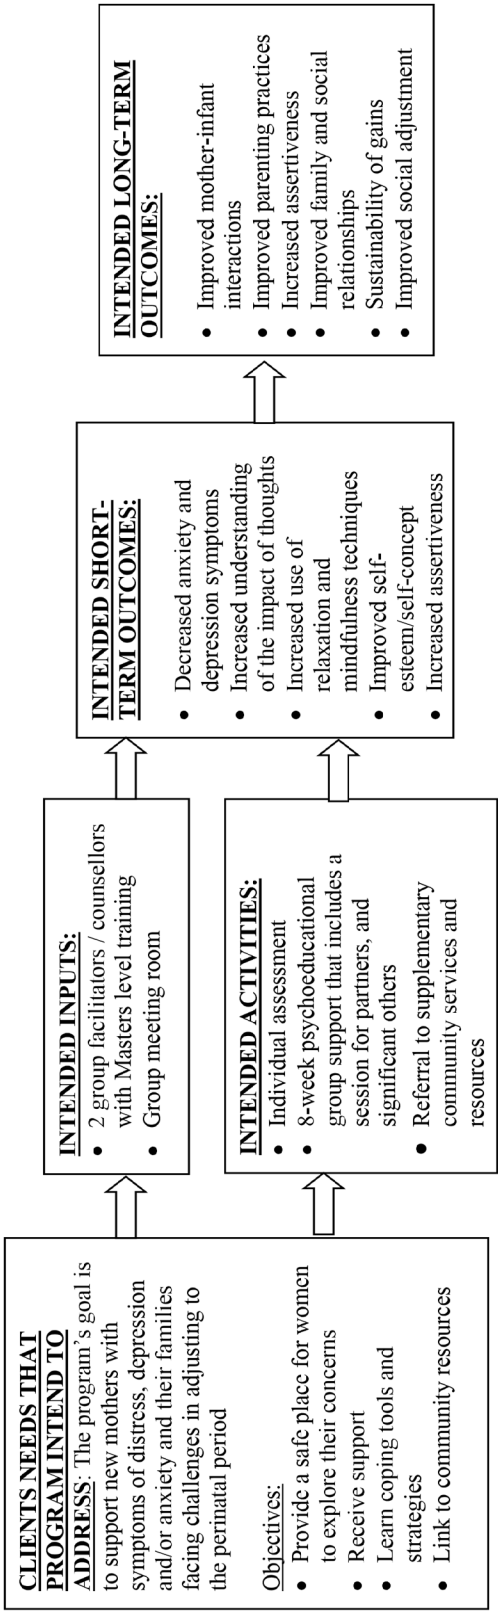 CLIENTS NEEDS THAT
PROGRAM INTEND TO
ADDRESS: The program's goal is
to support new mothers with
symptoms of distress, depression
and/or anxiety and their families
facing challenges in adjusting to
the perinatal period
Objectives:
• Provide a safe place for women
to explore their concerns
• Receive support
• Learn coping tools and
strategies
• Link to community resources
INTENDED INPUTS:
• 2 group facilitators / counsellors
with Masters level training
• Group meeting room
INTENDED ACTIVITIES:
• Individual assessment
• 8-week psychoeducational
group support that includes a
session for partners, and
significant others
• Referral to supplementary
community services and
resources
INTENDED SHORT-
TERM OUTCOMES:
• Decreased anxiety and
depression symptoms
• Increased understanding
of the impact of thoughts
• Increased use of
relaxation and
mindfulness techniques
• Improved self-
esteem/self-concept
• Increased assertiveness
INTENDED LONG-TERM
OUTCOMES:
• Improved mother-infant
interactions
• Improved parenting practices
• Increased assertiveness
• Improved family and social
relationships
• Sustainability of gains
• Improved social adjustment